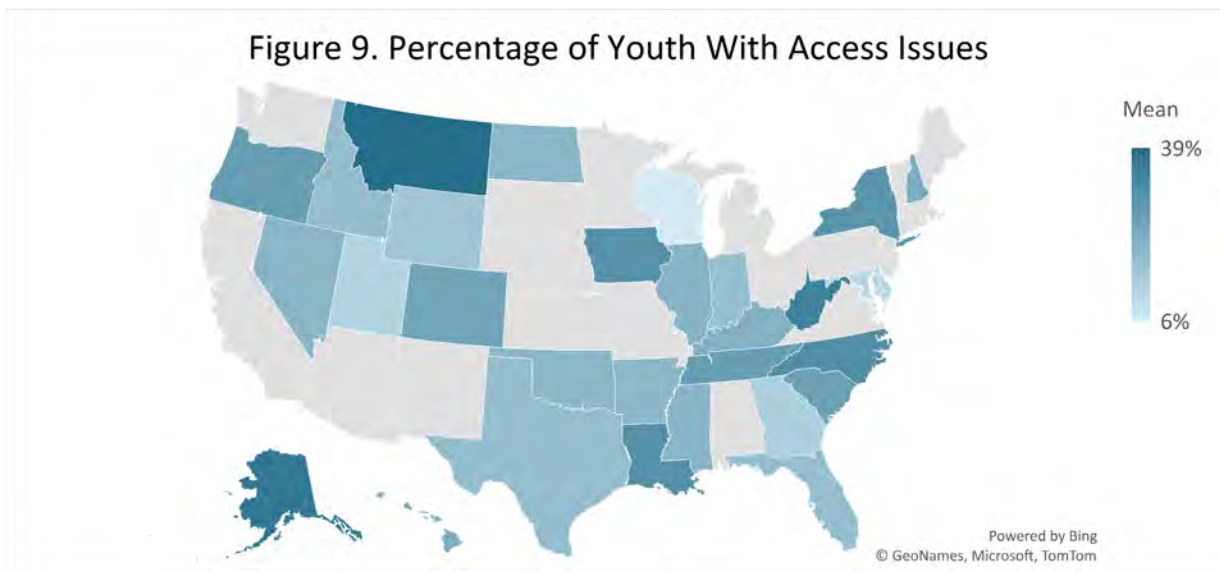 Figure 9. Percentage of Youth With Access Issues
Mean
39%
6%
Powered by Bing
© GeoNames, Microsoft, TomTom